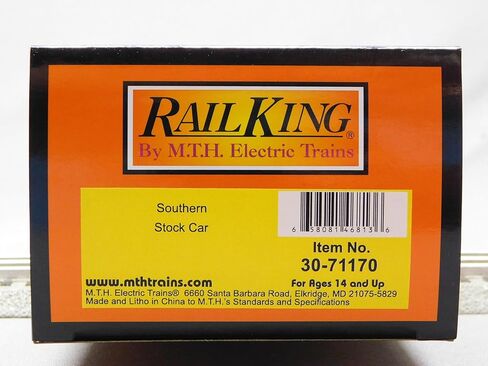 RAILKING®
By M.T.H. Electric Trains
Southern
Stock Car
6 58081 46813 6
Item No.
30-71170
www.mthtrains.com For Ages 14 and Up
M.T.H. Electric Trains® 6660 Santa Barbara Road, Elkridge, MD 21075-5829
Made and Litho in China to M.T.H.'s Standards and Specifications